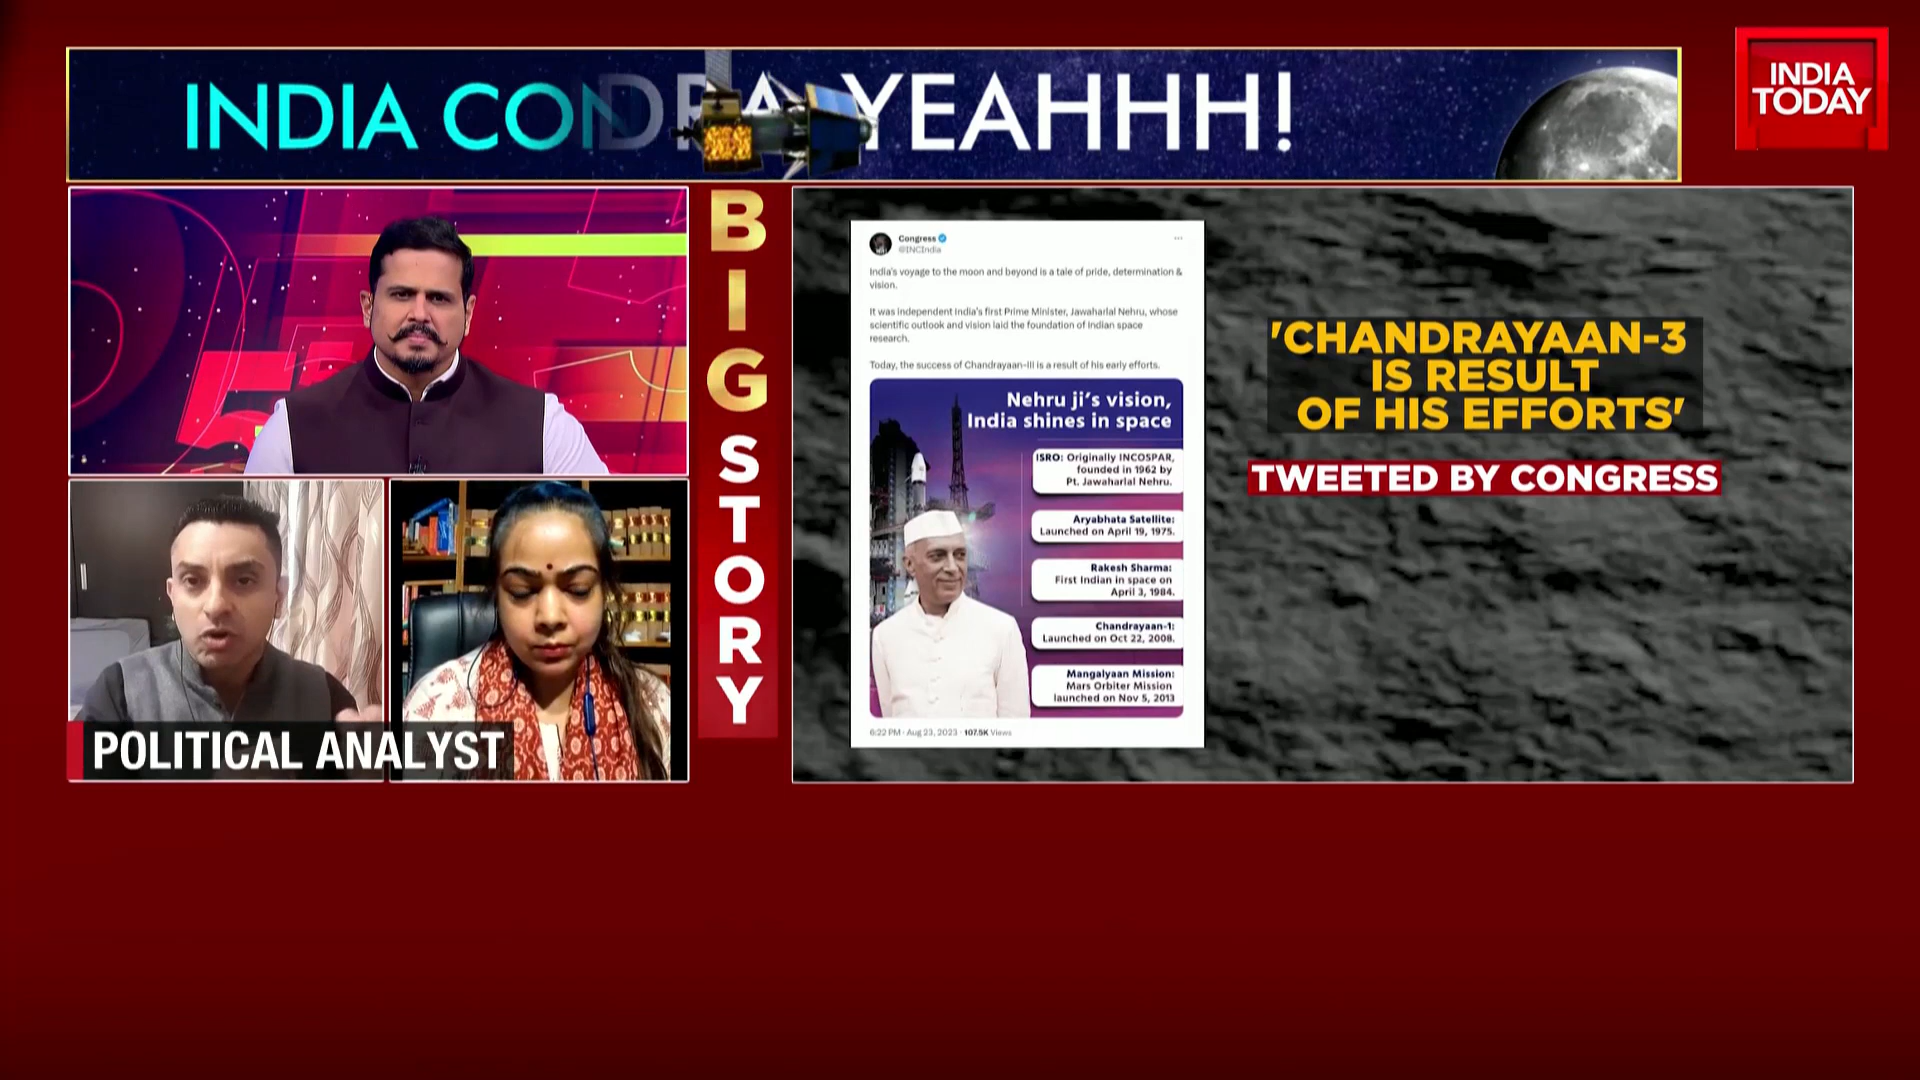 INDIA CON
DRA YEAHHH!
INDIA
TODAY
BIG STORY
POLITICAL ANALYST
Congress
@INCIndia
India's voyage to the moon and beyond is a tale of pride, determination &
vision.
It was independent India's first Prime Minister, Jawaharlal Nehru, whose
scientific outlook and vision laid the foundation of Indian space
research.
Today, the success of Chandrayaan-III is a result of his early efforts.
Nehru ji's vision,
India shines in space
ISRO: Originally INCOSPAR,
founded in 1962 by
Pt. Jawaharlal Nehru.
Aryabhata Satellite:
Launched on April 19, 1975.
Rakesh Sharma:
First Indian in space on
April 3, 1984.
Chandrayaan-1:
Launched on Oct 22, 2008.
Mangalyaan Mission:
Mars Orbiter Mission
launched on Nov 5, 2013
6:22 PM · Aug 23, 2023 · 107.5K Views
'CHANDRAYAAN-3
IS RESULT
OF HIS EFFORTS'
TWEETED BY CONGRESS